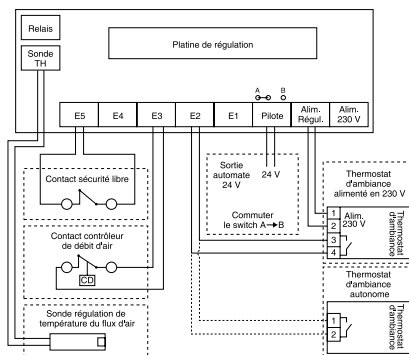 Relais
Sonde
TH
Platine de régulation
A
B
E5
E4
E3
E2
E1
Pilote
Alim.
Régul.
Alim.
230 V
Contact sécurité libre
Sortie
automate
24 V
24 V
Commuter
le switch A→B
Thermostat
d'ambiance
alimenté en 230 V
1
2
3
4
Alim.
230 V
Thermostat
d'ambiance
Contact contrôleur
de débit d'air
CD
Thermostat
d'ambiance
autonome
1
2
Thermostat
d'ambiance
Sonde régulation de
température du flux d'air